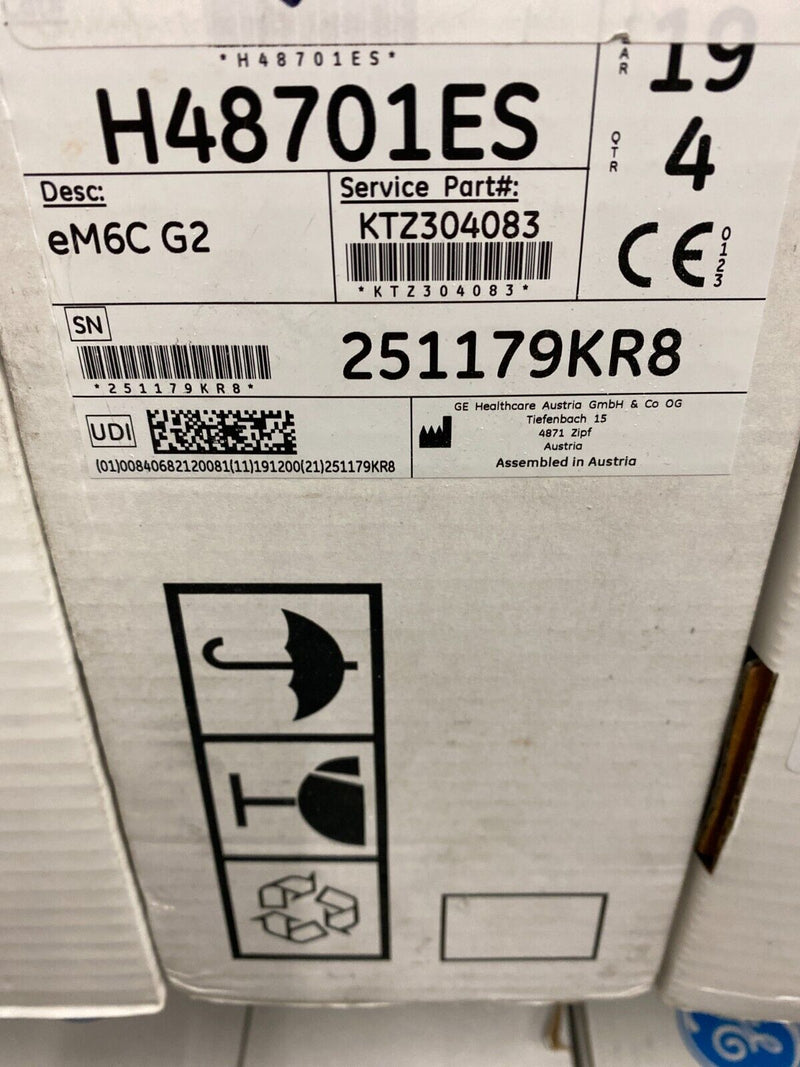 *H48701ES*
H48701ES
19
QTR
4
Desc:
eM6C G2
Service Part#:
KTZ304083
*KTZ304083*
CE 0123
SN
*251179KR8*
251179KR8
UDI
(01)00840682120081(11)191200(21)251179KR8
GE Healthcare Austria GmbH & Co OG
Tiefenbach 15
4871 Zipf
Austria
Assembled in Austria